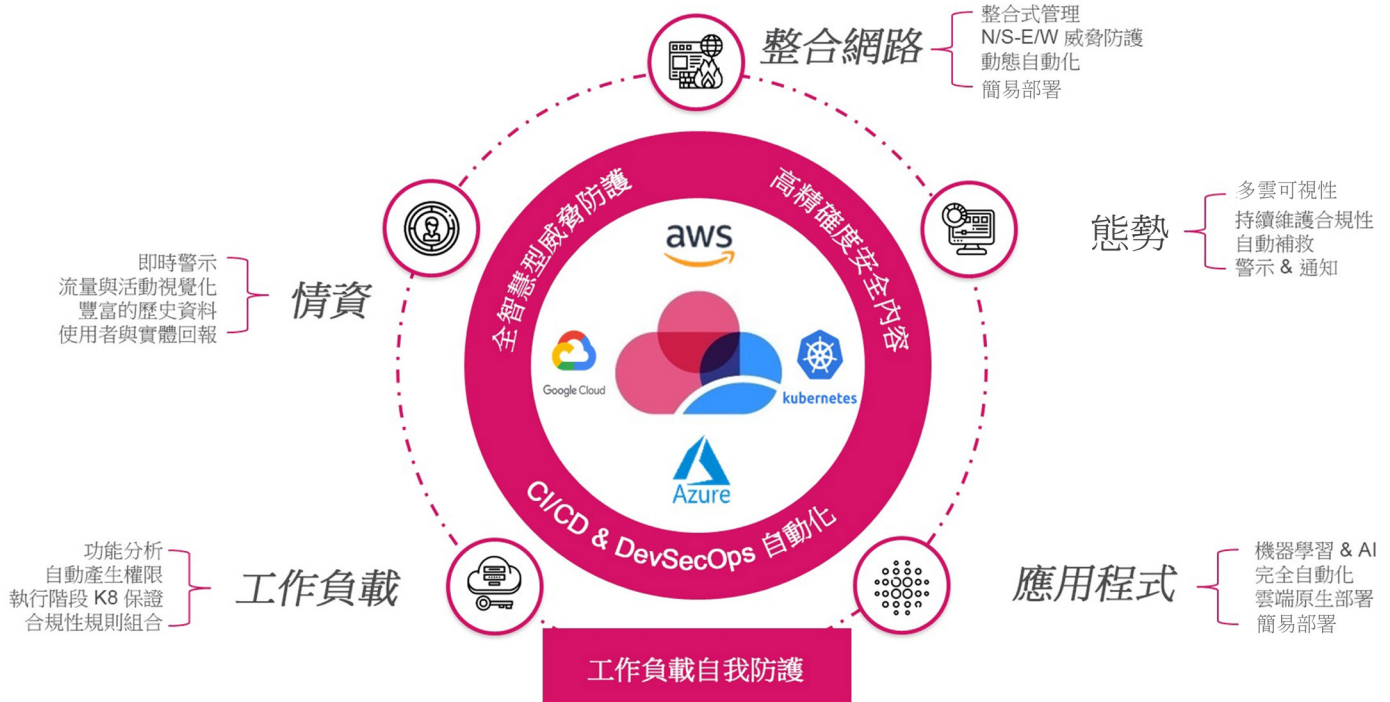 整合網路
整合式管理
N/S-E/W 威脅防護
動態自動化
簡易部署
態勢
多雲可視性
持續維護合規性
自動補救
警示 & 通知
情資
即時警示
流量與活動視覺化
豐富的歷史資料
使用者與實體回報
全智慧型威脅防護
高精確度安全內容
aws
Google Cloud
kubernetes
Azure
CI/CD & DevSecOps 自動化
工作負載
功能分析
自動產生權限
執行階段 K8 保證
合規性規則組合
應用程式
機器學習 & AI
完全自動化
雲端原生部署
簡易部署
工作負載自我防護